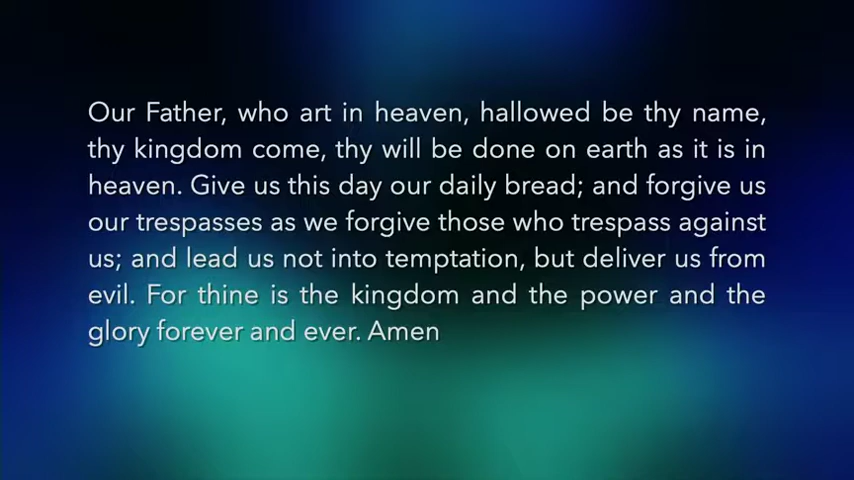 Our Father, who art in heaven, hallowed be thy name,
thy kingdom come, thy will be done on earth as it is in
heaven. Give us this day our daily bread; and forgive us
our trespasses as we forgive those who trespass against
us; and lead us not into temptation, but deliver us from
evil. For thine is the kingdom and the power and the
glory forever and ever. Amen